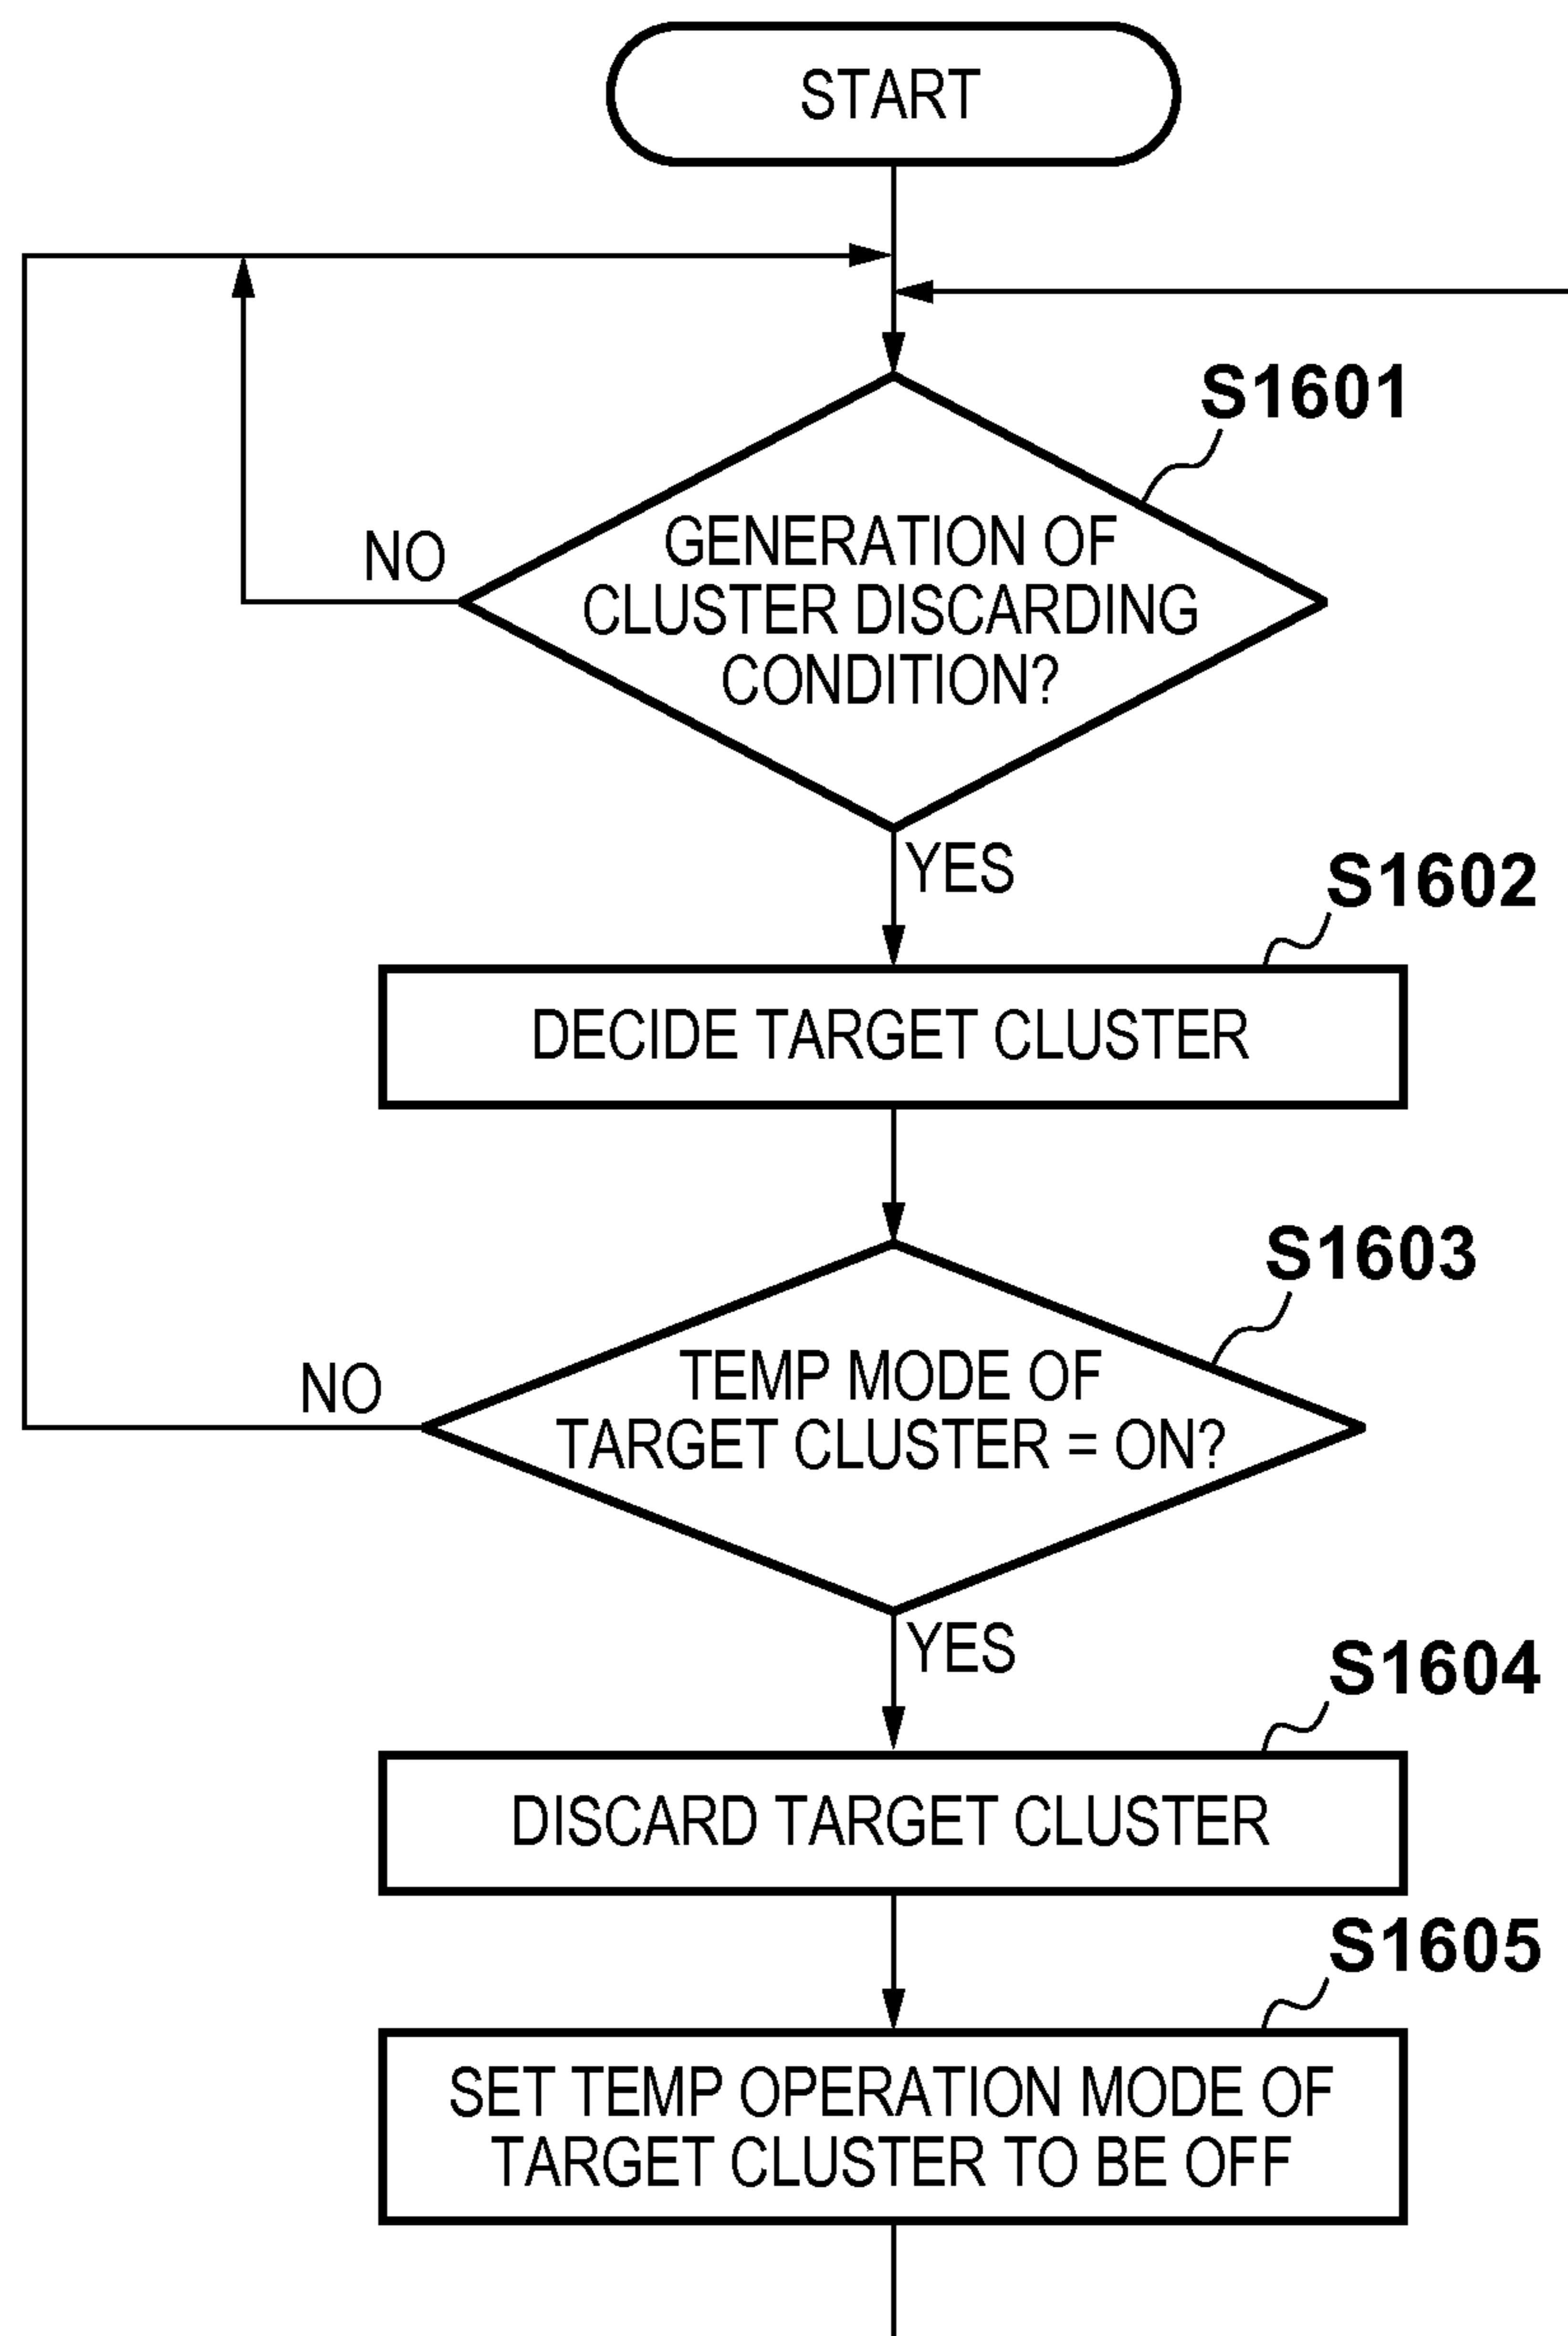 START
S1601
GENERATION OF
CLUSTER DISCARDING
CONDITION?
NO
YES
S1602
DECIDE TARGET CLUSTER
S1603
TEMP MODE OF
TARGET CLUSTER = ON?
NO
YES
S1604
DISCARD TARGET CLUSTER
S1605
SET TEMP OPERATION MODE OF
TARGET CLUSTER TO BE OFF